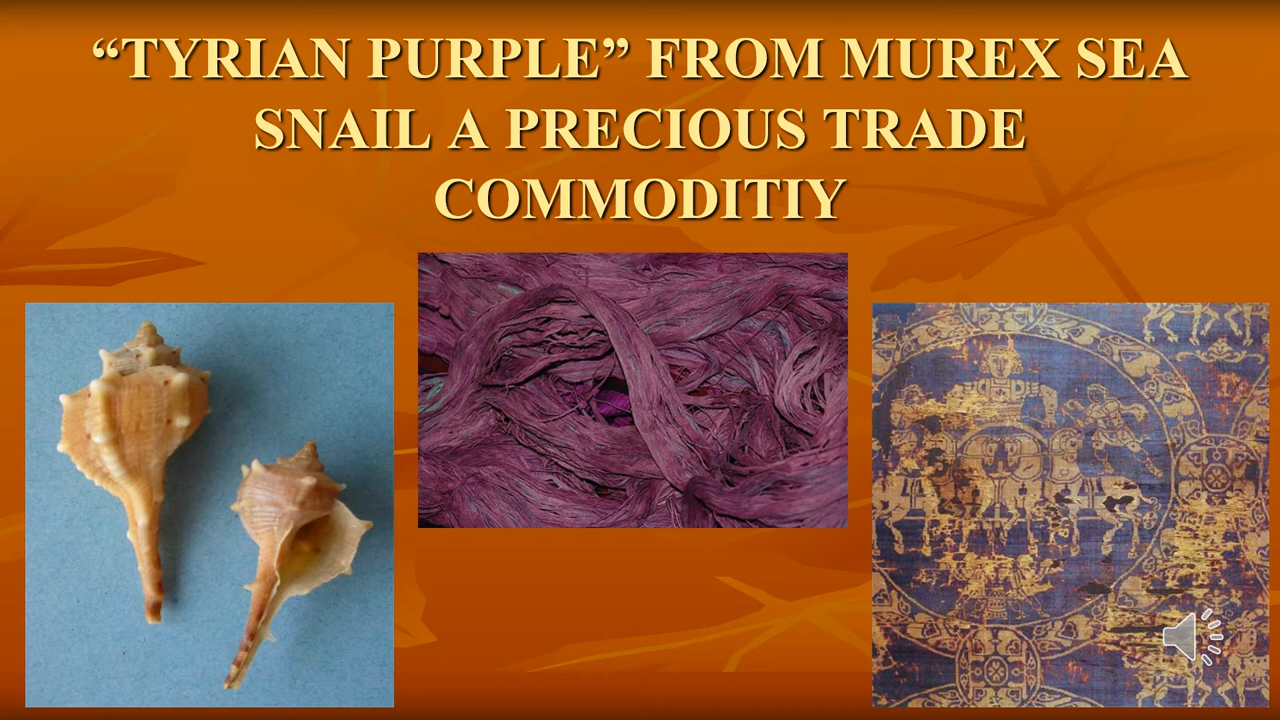 “TYRIAN PURPLE” FROM MUREX SEA
SNAIL A PRECIOUS TRADE
COMMODITIY